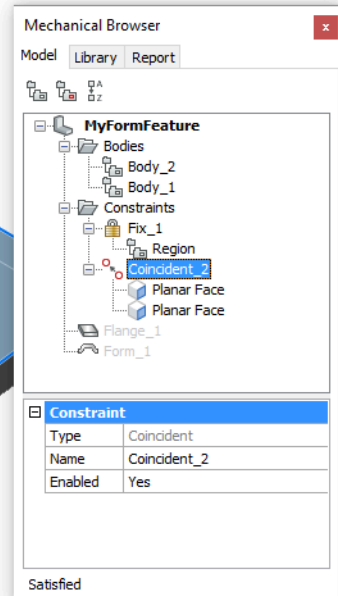 Mechanical Browser
x
Model Library Report
A
Z
MyFormFeature
Bodies
Body_2
Body_1
Constraints
Fix_1
Region
Coincident_2
Planar Face
Planar Face
Flange_1
Form_1
Constraint
Type Coincident
Name Coincident_2
Enabled Yes
Satisfied